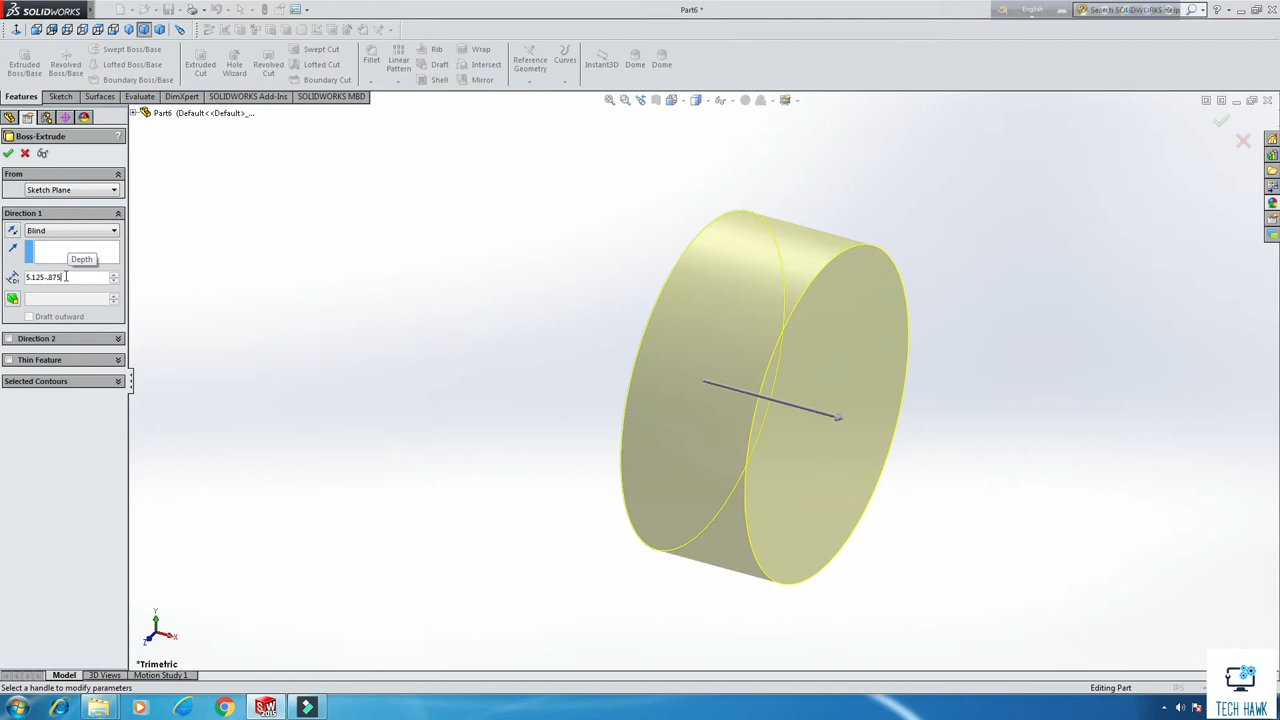 SOLIDWORKS
Part6 *
English
Search SOLIDWORKS Help
Extruded Boss/Base
Revolved Boss/Base
Swept Boss/Base
Lofted Boss/Base
Boundary Boss/Base
Extruded Cut
Hole Wizard
Revolved Cut
Swept Cut
Lofted Cut
Boundary Cut
Fillet
Linear Pattern
Rib
Draft
Shell
Wrap
Intersect
Mirror
Reference Geometry
Curves
Instant3D
Dome
Dome
Features
Sketch
Surfaces
Evaluate
DimXpert
SOLIDWORKS Add-Ins
SOLIDWORKS MBD
Part6 (Default<<Default>_...
Boss-Extrude
?
From
Sketch Plane
Direction 1
Blind
Depth
5.125-.875
Draft outward
Direction 2
Thin Feature
Selected Contours
Y
X
Z
*Trimetric
Model
3D Views
Motion Study 1
Select a handle to modify parameters
Editing Part
IPS
SW
2015
TECH HAWK